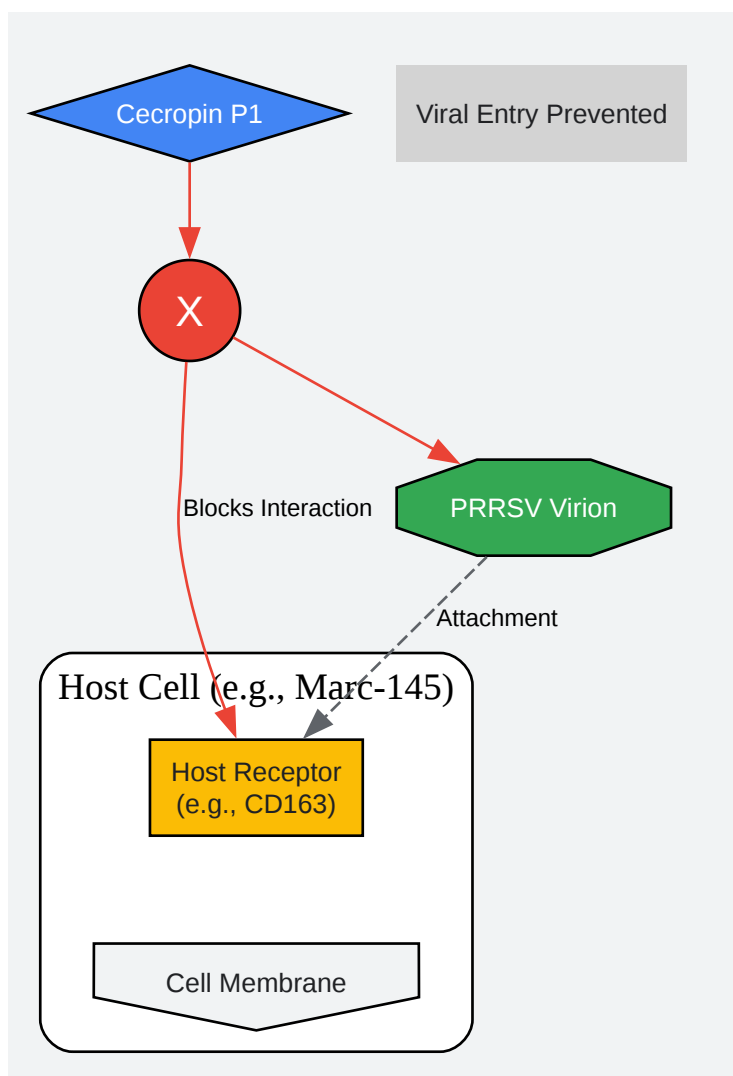 Cecropin P1
Viral Entry Prevented
X
Blocks Interaction
PRRSV Virion
Attachment
Host Cell (e.g., Marc-145)
Host Receptor
(e.g., CD163)
Cell Membrane